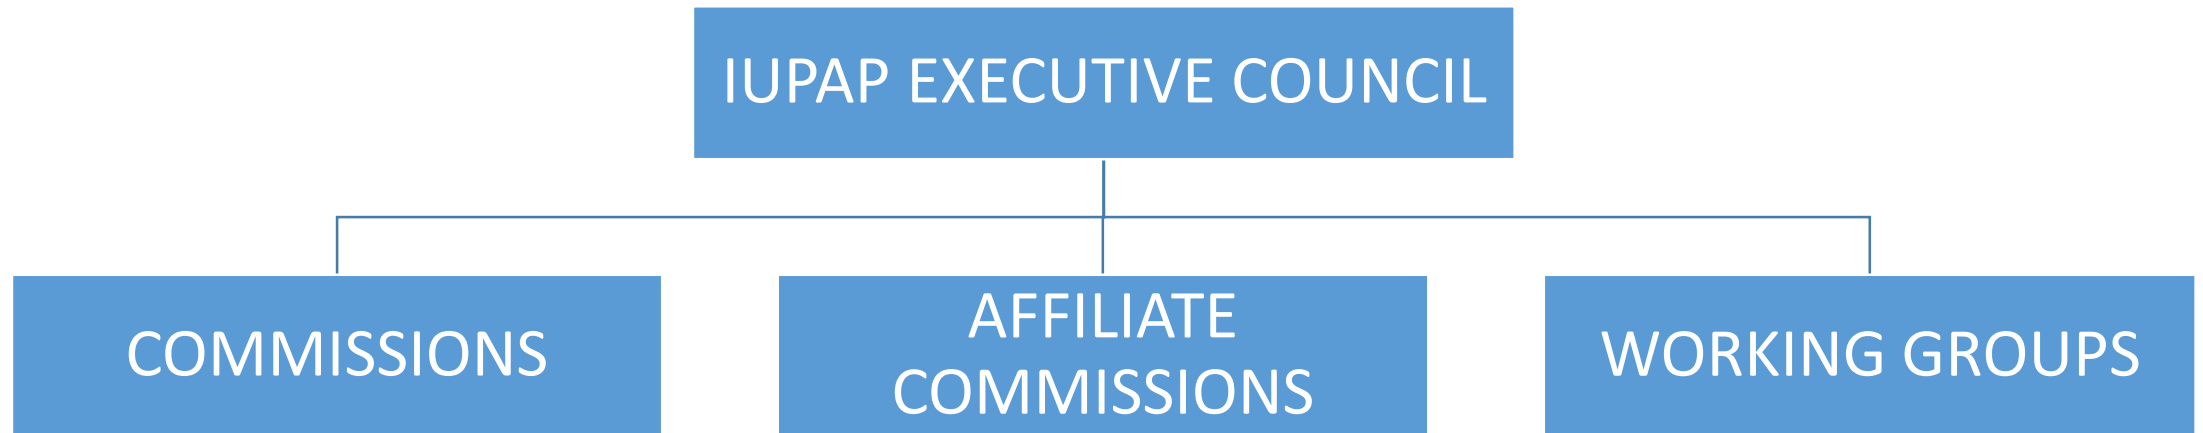 IUPAP EXECUTIVE COUNCIL
COMMISSIONS
AFFILIATE
COMMISSIONS
WORKING GROUPS